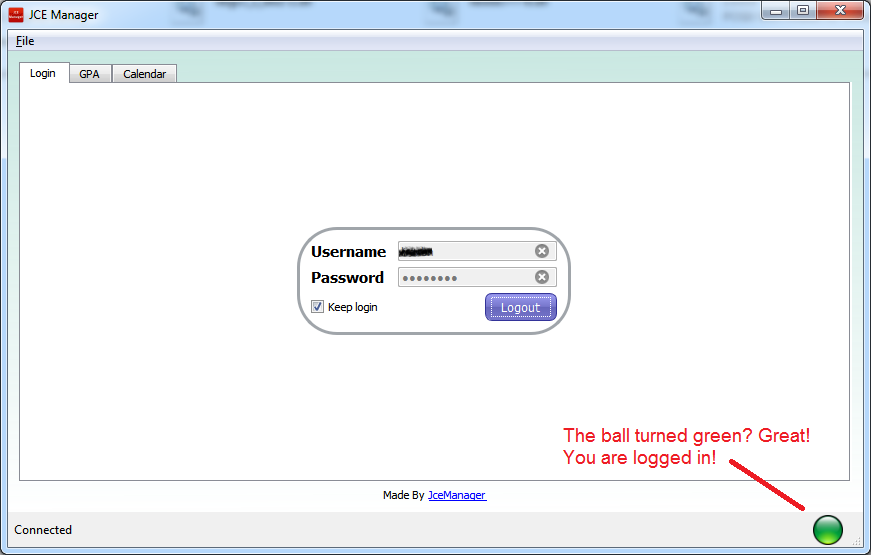 JCE Manager
File
Login GPA Calendar
Username
Password
Keep login Logout
The ball turned green? Great!
You are logged in!
Made By JceManager
Connected